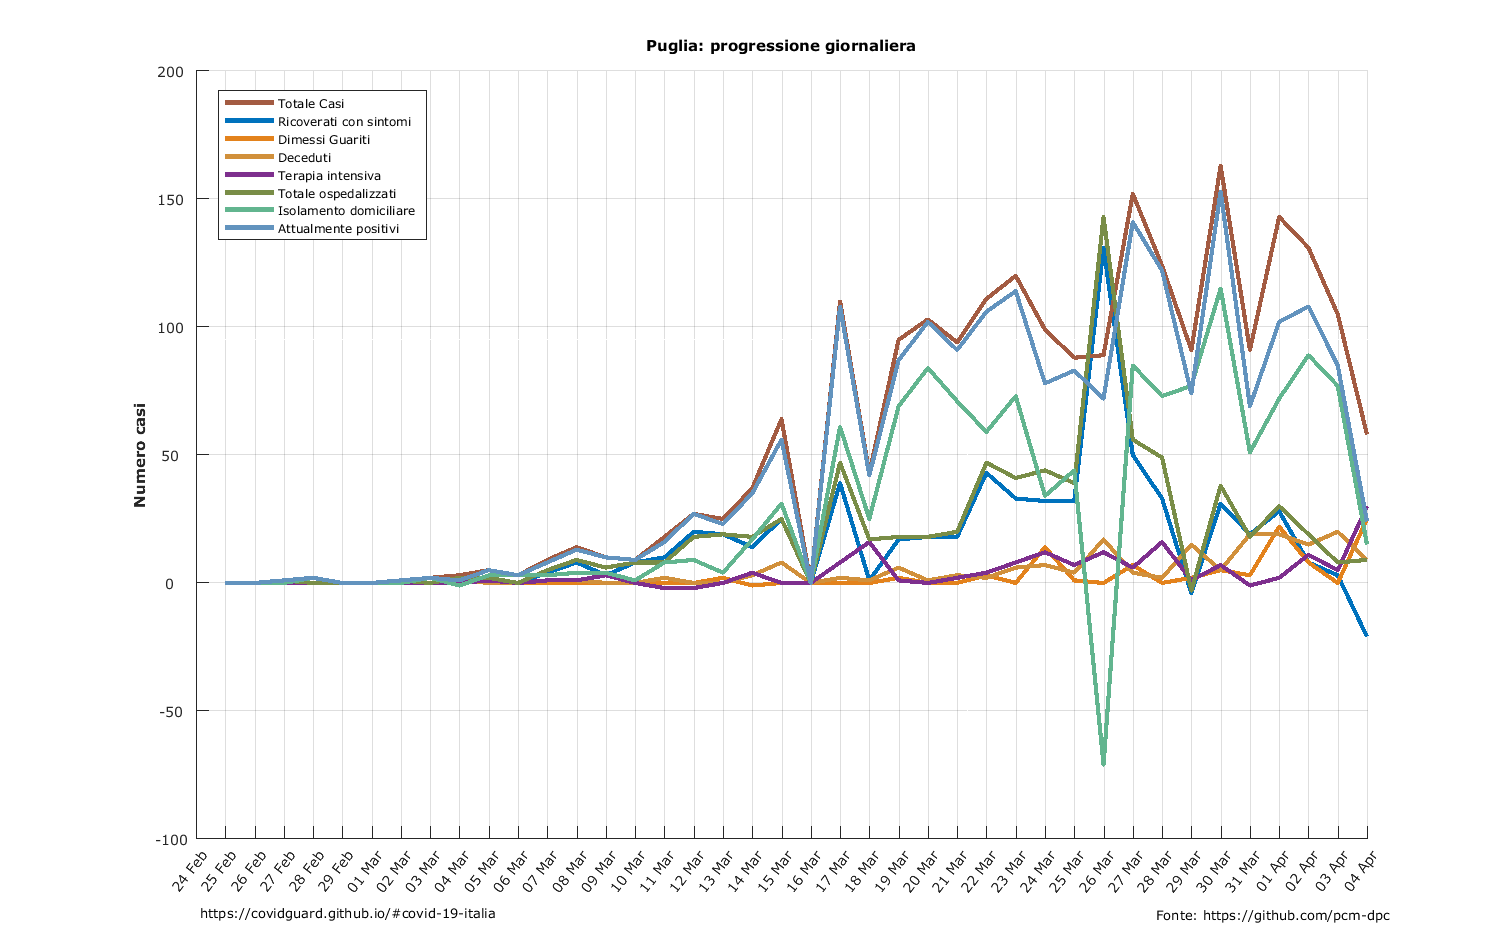 Puglia: progressione giornaliera
200
150
100
50
0
-50
-100
Numero casi
Totale Casi
Ricoverati con sintomi
Dimessi Guariti
Deceduti
Terapia intensiva
Totale ospedalizzati
Isolamento domiciliare
Attualmente positivi
24 Feb
25 Feb
26 Feb
27 Feb
28 Feb
29 Feb
01 Mar
02 Mar
03 Mar
04 Mar
05 Mar
06 Mar
07 Mar
08 Mar
09 Mar
10 Mar
11 Mar
12 Mar
13 Mar
14 Mar
15 Mar
16 Mar
17 Mar
18 Mar
19 Mar
20 Mar
21 Mar
22 Mar
23 Mar
24 Mar
25 Mar
26 Mar
27 Mar
28 Mar
29 Mar
30 Mar
31 Mar
01 Apr
02 Apr
03 Apr
04 Apr
https://covidguard.github.io/#covid-19-italia
Fonte: https://github.com/pcm-dpc